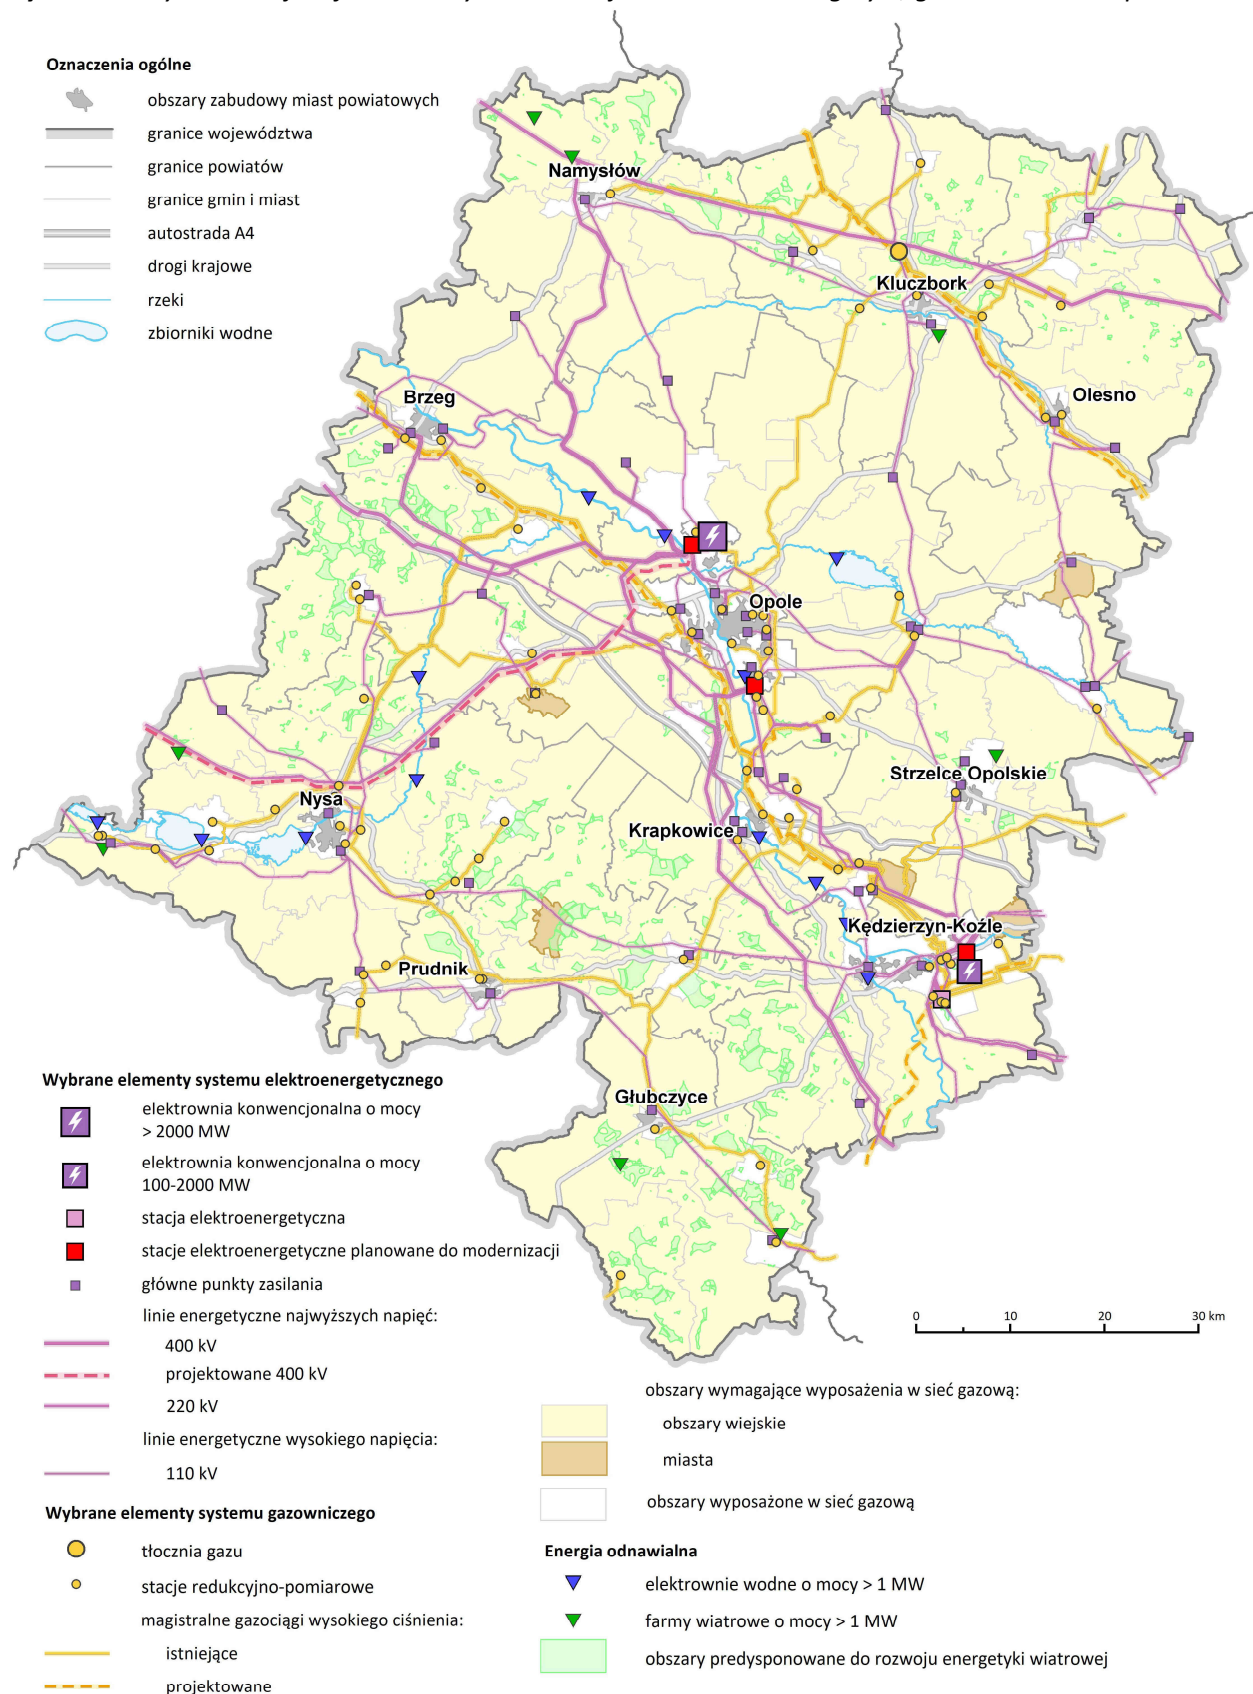 Oznaczenia ogólne
obszary zabudowy miast powiatowych
granice województwa
granice powiatów
granice gmin i miast
autostrada A4
drogi krajowe
rzeki
zbiorniki wodne
Namysłów
Kluczbork
Olesno
Brzeg
Opole
Strzelce Opolskie
Nysa
Krapkowice
Kędzierzyn-Koźle
Prudnik
Głubczyce
Wybrane elementy systemu elektroenergetycznego
elektrownia konwencjonalna o mocy
> 2000 MW
elektrownia konwencjonalna o mocy
100-2000 MW
stacja elektroenergetyczna
stacje elektroenergetyczne planowane do modernizacji
główne punkty zasilania
linie energetyczne najwyższych napięć:
400 kV
projektowane 400 kV
220 kV
linie energetyczne wysokiego napięcia:
110 kV
Wybrane elementy systemu gazowniczego
tłocznia gazu
stacje redukcyjno-pomiarowe
magistralne gazociągi wysokiego ciśnienia:
istniejące
projektowane
0 10 20 30 km
obszary wymagające wyposażenia w sieć gazową:
obszary wiejskie
miasta
obszary wyposażone w sieć gazową
Energia odnawialna
elektrownie wodne o mocy > 1 MW
farmy wiatrowe o mocy > 1 MW
obszary predysponowane do rozwoju energetyki wiatrowej